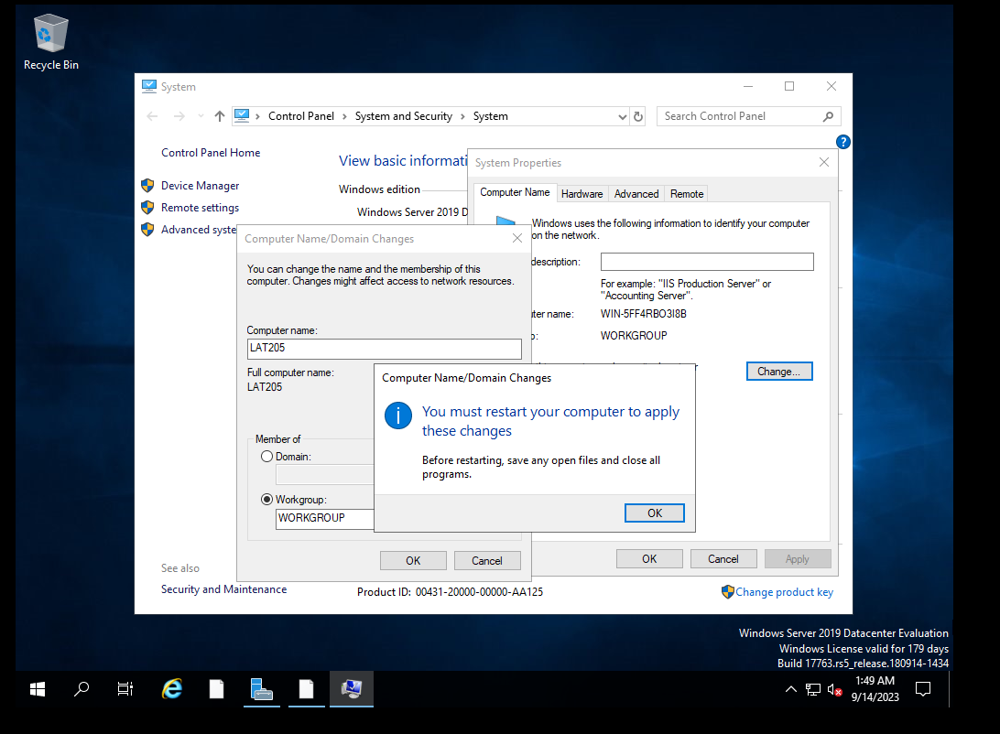 Recycle Bin
System
Control Panel
System and Security
System
Search Control Panel
Control Panel Home
Device Manager
Remote settings
Advanced syste
View basic informati
Windows edition
Windows Server 2019 D
See also
Security and Maintenance
Product ID: 00431-20000-00000-AA125
Change product key
System Properties
Computer Name Hardware Advanced Remote
Windows uses the following information to identify your computer
on the network.
description:
For example: "IIS Production Server" or
"Accounting Server".
ter name: WIN-5FF4RBO3I8B
WORKGROUP
Change...
OK Cancel Apply
Computer Name/Domain Changes
You can change the name and the membership of this
computer. Changes might affect access to network resources.
Computer name:
LAT205
Full computer name:
LAT205
Member of
Domain:
Workgroup:
WORKGROUP
OK Cancel
Computer Name/Domain Changes
You must restart your computer to apply
these changes
Before restarting, save any open files and close all
programs.
OK
Windows Server 2019 Datacenter Evaluation
Windows License valid for 179 days
Build 17763.rs5_release.180914-1434
1:49 AM
9/14/2023